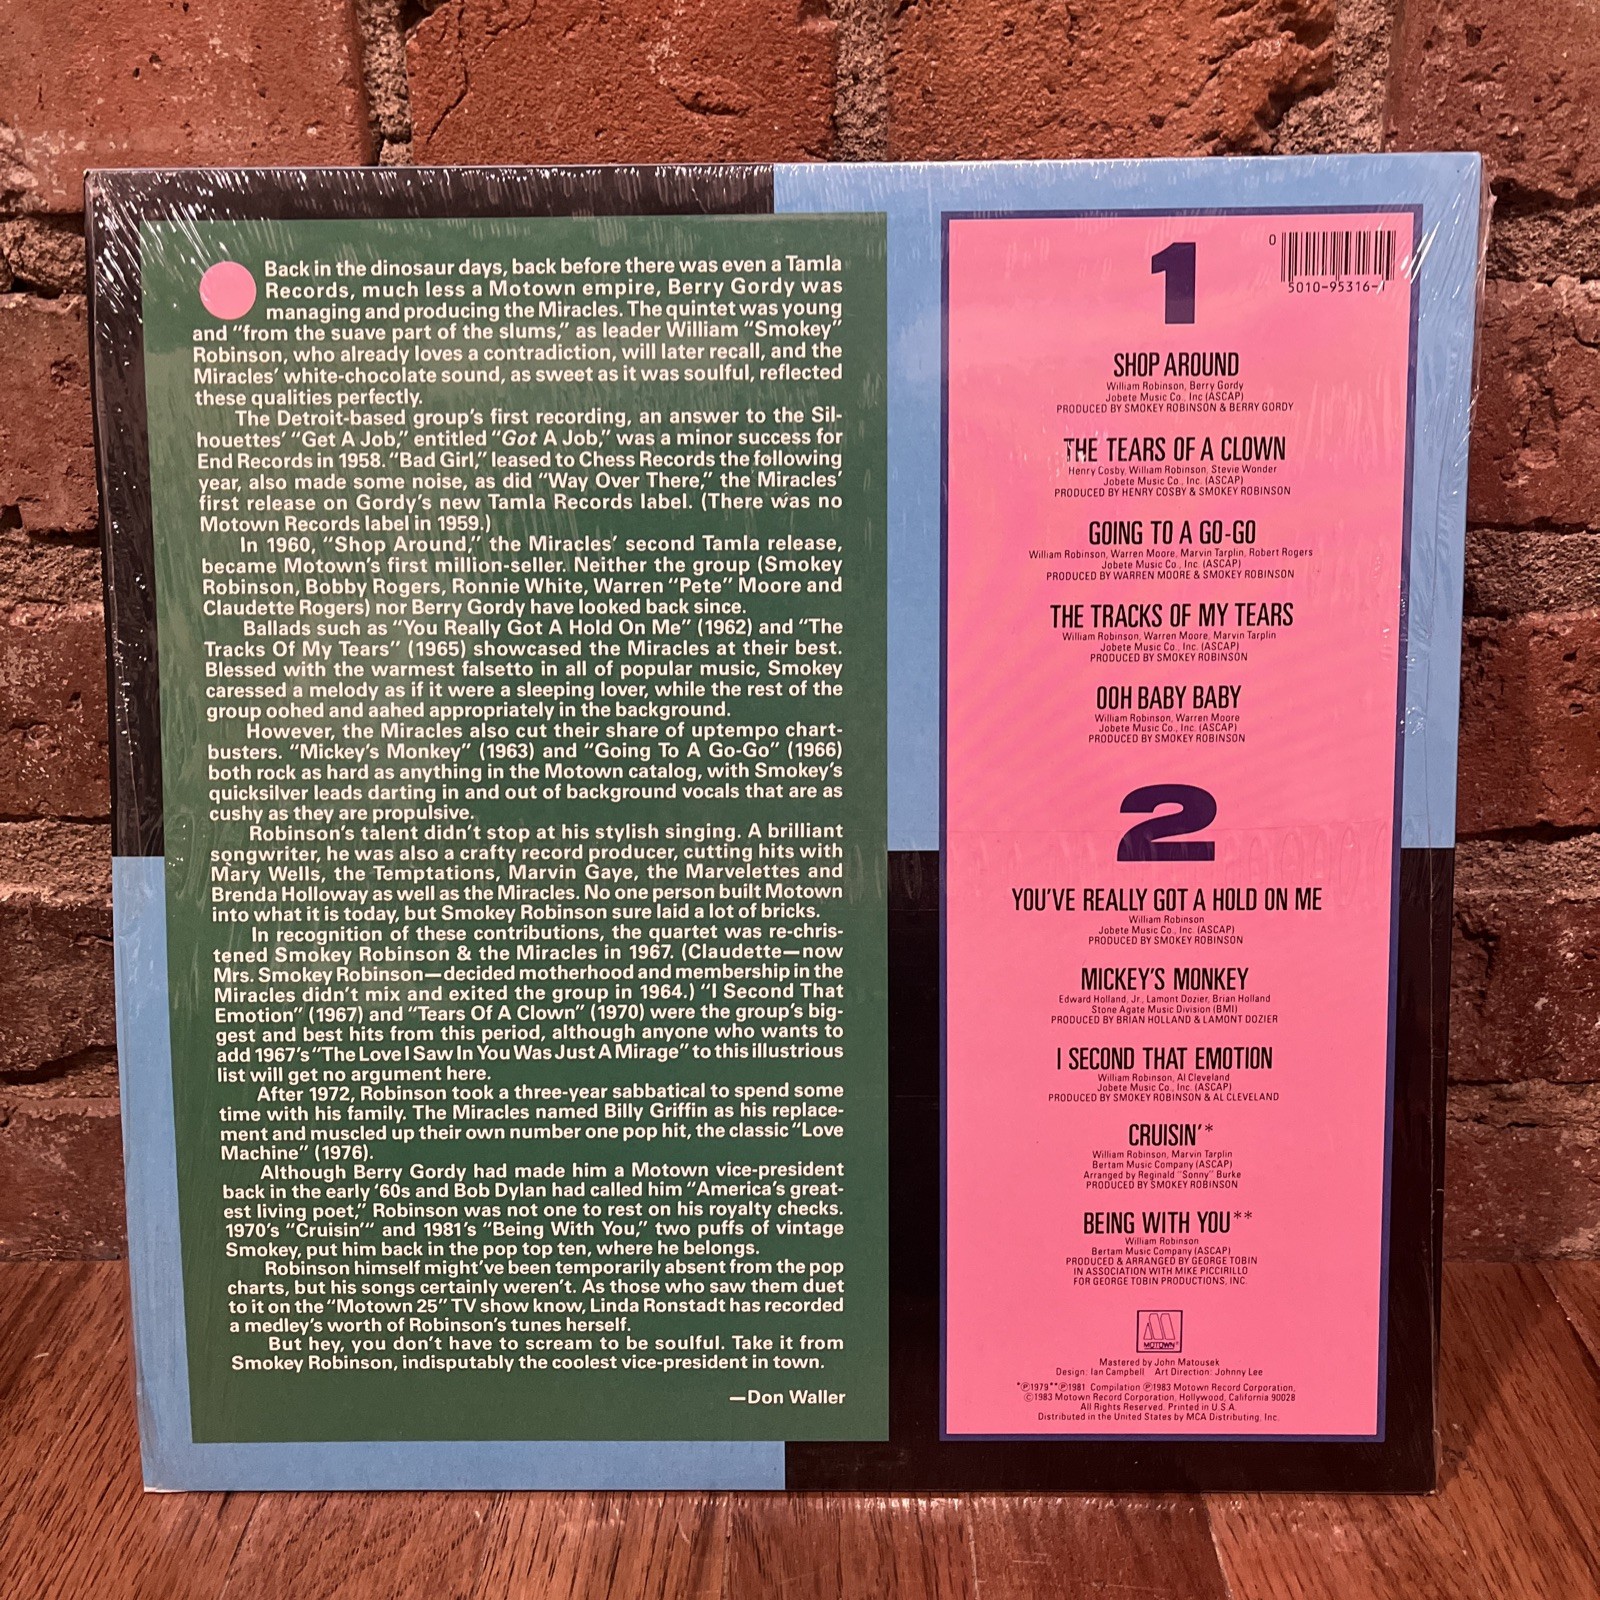 Back in the dinosaur days, back before there was even a Tamla
Records, much less a Motown empire, Berry Gordy was
managing and producing the Miracles. The quintet was young
and "from the suave part of the slums," as leader William "Smokey"
Robinson, who already loves a contradiction, will later recall, and the
Miracles' white-chocolate sound, as sweet as it was soulful, reflected
these qualities perfectly.
The Detroit-based group's first recording, an answer to the Sil-
houettes' "Get A Job," entitled "Got A Job," was a minor success for
End Records in 1958. "Bad Girl," leased to Chess Records the following
year, also made some noise, as did "Way Over There," the Miracles'
first release on Gordy's new Tamla Records label. (There was no
Motown Records label in 1959.)
In 1960, "Shop Around," the Miracles' second Tamla release,
became Motown's first million-seller. Neither the group (Smokey
Robinson, Bobby Rogers, Ronnie White, Warren "Pete" Moore and
Claudette Rogers) nor Berry Gordy have looked back since.
Ballads such as "You Really Got A Hold On Me" (1962) and "The
Tracks Of My Tears" (1965) showcased the Miracles at their best.
Blessed with the warmest falsetto in all of popular music, Smokey
caressed a melody as if it were a sleeping lover, while the rest of the
group oohed and aahed appropriately in the background.
However, the Miracles also cut their share of uptempo chart-
busters. "Mickey's Monkey" (1963) and "Going To A Go-Go" (1966)
both rock as hard as anything in the Motown catalog, with Smokey's
quicksilver leads darting in and out of background vocals that are as
cushy as they are propulsive.
Robinson's talent didn't stop at his stylish singing. A brilliant
songwriter, he was also a crafty record producer, cutting hits with
Mary Wells, the Temptations, Marvin Gaye, the Marvelettes and
Brenda Holloway as well as the Miracles. No one person built Motown
into what it is today, but Smokey Robinson sure laid a lot of bricks.
In recognition of these contributions, the quartet was re-chris-
tened Smokey Robinson & the Miracles in 1967. (Claudette—now
Mrs. Smokey Robinson—decided motherhood and membership in the
Miracles didn't mix and exited the group in 1964.) "I Second That
Emotion" (1967) and "Tears Of A Clown" (1970) were the group's big-
gest and best hits from this period, although anyone who wants to
add 1967's "The Love I Saw In You Was Just A Mirage" to this illustrious
list will get no argument here.
After 1972, Robinson took a three-year sabbatical to spend some
time with his family. The Miracles named Billy Griffin as his replace-
ment and muscled up their own number one pop hit, the classic "Love
Machine" (1976).
Although Berry Gordy had made him a Motown vice-president
back in the early '60s and Bob Dylan had called him "America's great-
est living poet," Robinson was not one to rest on his royalty checks.
1970's "Cruisin'" and 1981's "Being With You," two puffs of vintage
Smokey, put him back in the pop top ten, where he belongs.
Robinson himself might've been temporarily absent from the pop
charts, but his songs certainly weren't. As those who saw them duet
to it on the "Motown 25" TV show know, Linda Ronstadt has recorded
a medley's worth of Robinson's tunes herself.
But hey, you don't have to scream to be soulful. Take it from
Smokey Robinson, indisputably the coolest vice-president in town.
—Don Waller
0
5010-95316-1
1
SHOP AROUND
William Robinson, Berry Gordy
Jobete Music Co., Inc (ASCAP)
PRODUCED BY SMOKEY ROBINSON & BERRY GORDY
THE TEARS OF A CLOWN
Henry Cosby, William Robinson, Stevie Wonder
Jobete Music Co., Inc. (ASCAP)
PRODUCED BY HENRY COSBY & SMOKEY ROBINSON
GOING TO A GO-GO
William Robinson, Warren Moore, Marvin Tarplin, Robert Rogers
Jobete Music Co., Inc. (ASCAP)
PRODUCED BY WARREN MOORE & SMOKEY ROBINSON
THE TRACKS OF MY TEARS
William Robinson, Warren Moore, Marvin Tarplin
Jobete Music Co., Inc. (ASCAP)
PRODUCED BY SMOKEY ROBINSON
OOH BABY BABY
William Robinson, Warren Moore
Jobete Music Co., Inc. (ASCAP)
PRODUCED BY SMOKEY ROBINSON
2
YOU'VE REALLY GOT A HOLD ON ME
William Robinson
Jobete Music Co., Inc. (ASCAP)
PRODUCED BY SMOKEY ROBINSON
MICKEY'S MONKEY
Edward Holland, Jr., Lamont Dozier, Brian Holland
Stone Agate Music Division (BMI)
PRODUCED BY BRIAN HOLLAND & LAMONT DOZIER
I SECOND THAT EMOTION
William Robinson, Al Cleveland
Jobete Music Co., Inc. (ASCAP)
PRODUCED BY SMOKEY ROBINSON & AL CLEVELAND
CRUISIN'*
William Robinson, Marvin Tarplin
Bertam Music Company (ASCAP)
Arranged by Reginald "Sonny" Burke
PRODUCED BY SMOKEY ROBINSON
BEING WITH YOU**
William Robinson
Bertam Music Company (ASCAP)
PRODUCED & ARRANGED BY GEORGE TOBIN
IN ASSOCIATION WITH MIKE PICCIRILLO
FOR GEORGE TOBIN PRODUCTIONS, INC.
MOTOWN®
Mastered by John Matousek
Design: Ian Campbell Art Direction: Johnny Lee
*℗1979**℗1981 Compilation ℗1983 Motown Record Corporation,
©1983 Motown Record Corporation, Hollywood, California 90028
All Rights Reserved. Printed in U.S.A.
Distributed in the United States by MCA Distributing, Inc.